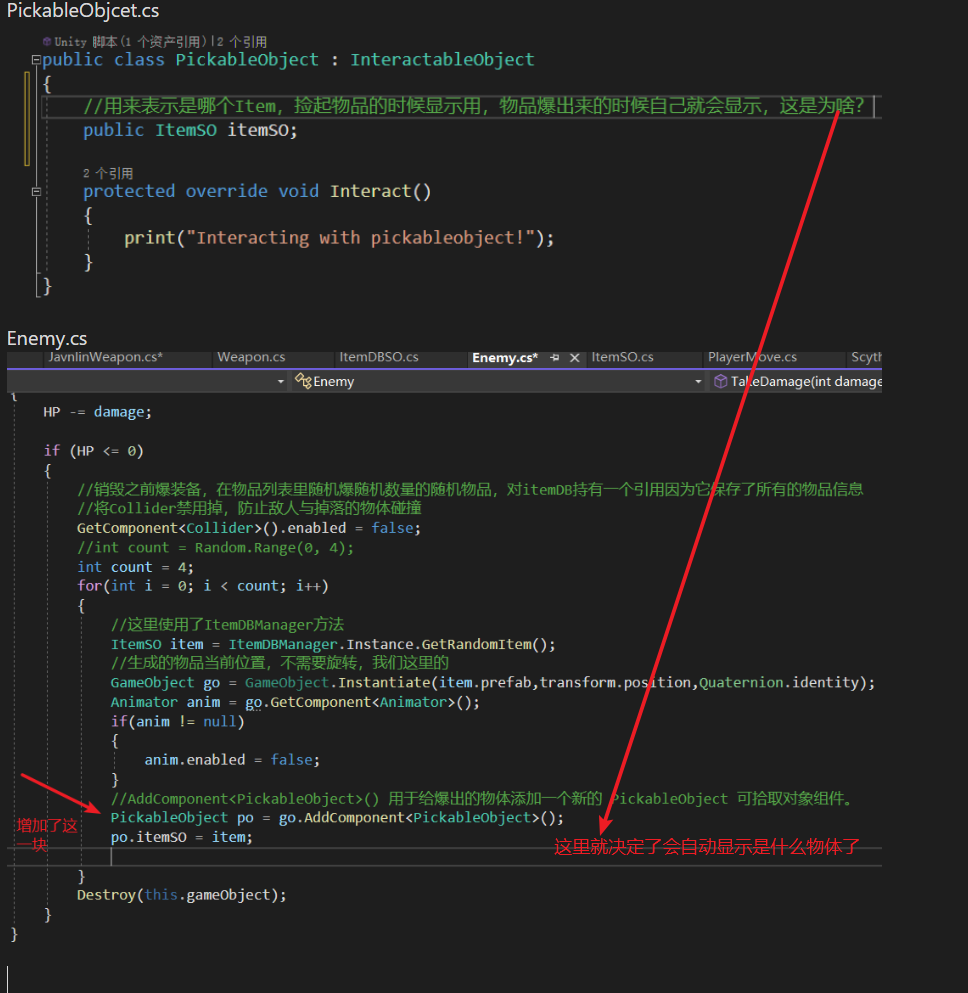 PickableObjcet.cs
Unity 脚本(1 个资产引用)|2 个引用
public class PickableObject : InteractableObject
{
//用来表示是哪个Item，捡起物品的时候显示用，物品爆出来的时候自己就会显示，这是为啥？
public ItemSO itemSO;
2 个引用
protected override void Interact()
{
print("Interacting with pickableobject!");
}
}
Enemy.cs
JavnlinWeapon.cs* Weapon.cs ItemDBSO.cs Enemy.cs* ItemSO.cs PlayerMove.cs Scyth
Enemy TakeDamage(int damage
{
HP -= damage;
if (HP <= 0)
{
//销毁之前爆装备，在物品列表里随机爆随机数量的随机物品，对itemDB持有一个引用因为它保存了所有的物品信息
//将Collider禁用掉，防止敌人与掉落的物体碰撞
GetComponent<Collider>().enabled = false;
//int count = Random.Range(0, 4);
int count = 4;
for(int i = 0; i < count; i++)
{
//这里使用了ItemDBManager方法
ItemSO item = ItemDBManager.Instance.GetRandomItem();
//生成的物品当前位置，不需要旋转，我们这里的
GameObject go = GameObject.Instantiate(item.prefab,transform.position,Quaternion.identity);
Animator anim = go.GetComponent<Animator>();
if(anim != null)
{
anim.enabled = false;
}
//AddComponent<PickableObject>() 用于给爆出的物体添加一个新的 PickableObject 可拾取对象组件。
PickableObject po = go.AddComponent<PickableObject>();
增加了这
po.itemSO = item;
一块
这里就决定了会自动显示是什么物体了
}
Destroy(this.gameObject);
}
}